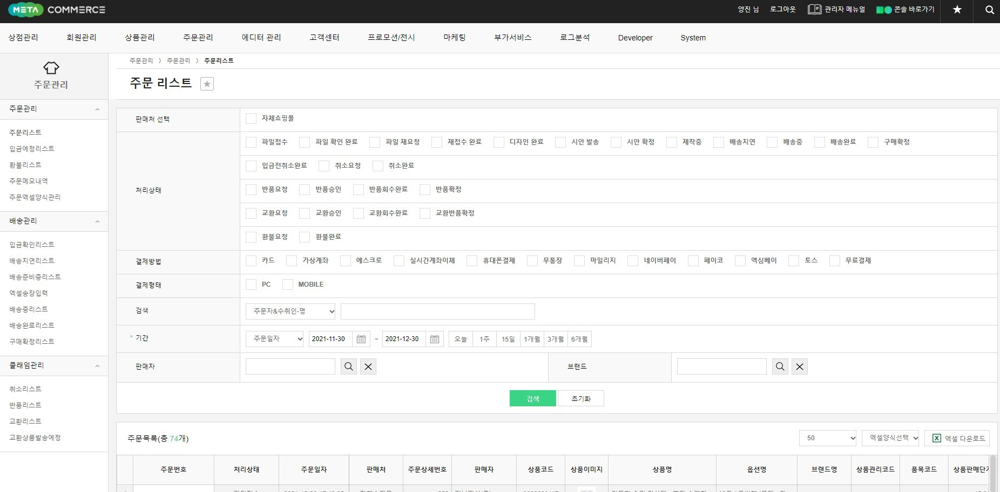 META COMMERCE
양진 님 로그아웃 관리자 메뉴얼 콘솔 바로가기
상점관리 회원관리 상품관리 주문관리 에디터 관리 고객센터 프로모션/전시 마케팅 부가서비스 로그분석 Developer System
주문관리
주문관리
주문리스트
입금예정리스트
환불리스트
주문메모내역
주문엑셀양식관리
배송관리
입금확인리스트
배송지연리스트
배송준비중리스트
엑셀송장입력
배송중리스트
배송완료리스트
구매확정리스트
클래임관리
취소리스트
반품리스트
교환리스트
교환상품발송예정
주문관리 > 주문관리 > 주문리스트
주문 리스트
판매처 선택 자체쇼핑몰
처리상태
파일접수 파일 확인 완료 파일 재요청 재접수 완료 디자인 완료 시안 발송 시안 확정 제작중 배송지연 배송중 배송완료 구매확정
입금전취소완료 취소요청 취소완료
반품요청 반품승인 반품회수완료 반품확정
교환요청 교환승인 교환회수완료 교환반품확정
환불요청 환불완료
결제방법 카드 가상계좌 에스크로 실시간계좌이체 휴대폰결제 무통장 마일리지 네이버페이 페이코 엑심베이 토스 무료결제
결제형태 PC MOBILE
검색 주문자&수취인-명
* 기간 주문일자 2021-11-30 ~ 2021-12-30 오늘 1주 15일 1개월 3개월 6개월
판매자 브랜드
검색 초기화
주문목록(총 74개) 50 엑셀양식선택 엑셀 다운로드
주문번호 처리상태 주문일자 판매처 주문상세번호 판매자 상품코드 상품이미지 상품명 옵션명 브랜드명 상품관리코드 품목코드 상품판매단가